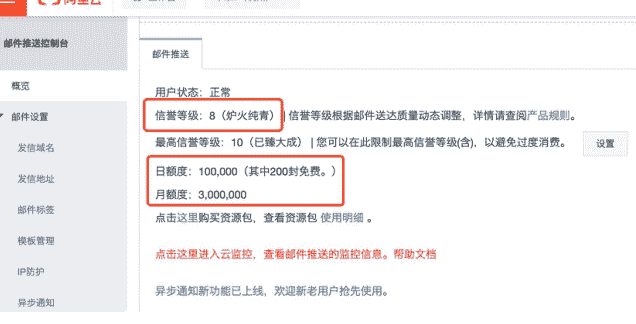 阿里云
邮件推送控制台
邮件推送
概览
邮件设置
发信域名
发信地址
邮件标签
模板管理
IP防护
异步通知
用户状态：正常
信誉等级：8（炉火纯青） | 信誉等级根据邮件送达质量动态调整，详情请查阅产品规则。
最高信誉等级：10（已臻大成） | 您可以在此限制最高信誉等级(含)，以避免过度消费。 设置
日额度：100,000（其中200封免费。）
月额度：3,000,000
点击这里购买资源包，查看资源包 使用明细 。
点击这里进入云监控，查看邮件推送的监控信息。帮助文档
异步通知新功能已上线，欢迎新老用户抢先使用。